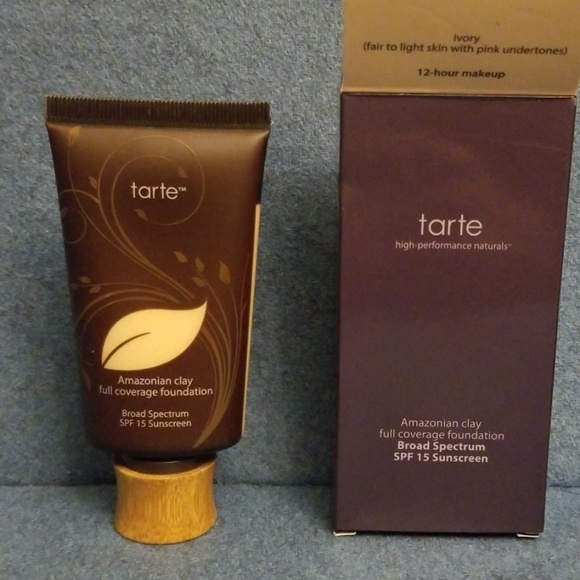 tarte™
Amazonian clay
full coverage foundation
Broad Spectrum
SPF 15 Sunscreen
Ivory
(fair to light skin with pink undertones)
12-hour makeup
tarte
high-performance naturals™
Amazonian clay
full coverage foundation
Broad Spectrum
SPF 15 Sunscreen